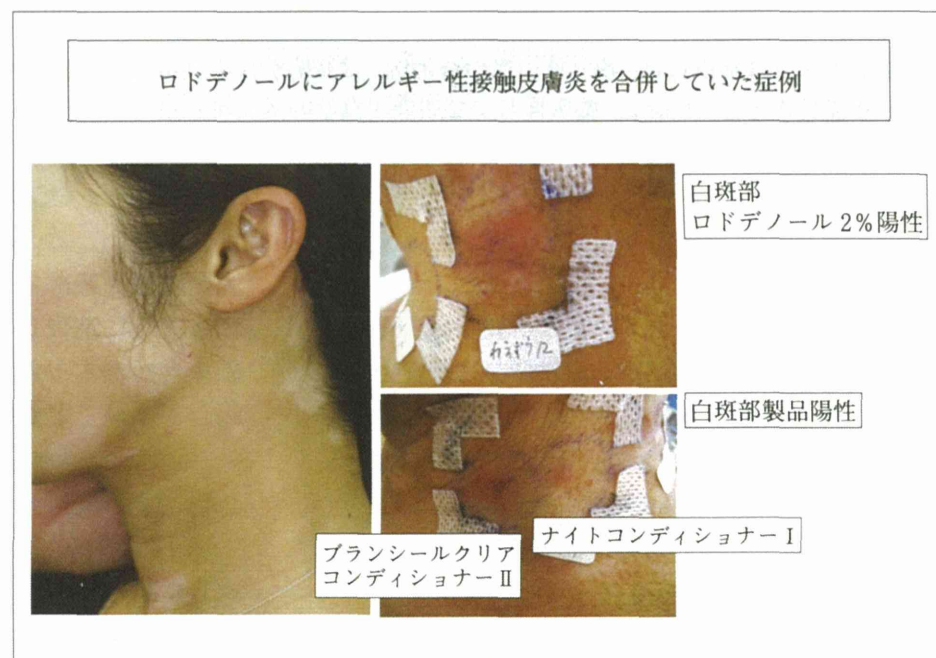 ロドデノールにアレルギー性接触皮膚炎を合併していた症例
白斑部
ロドデノール2%陽性
白斑部製品陽性
ナイトコンディショナーⅠ
ブランシールクリア
コンディショナーⅡ